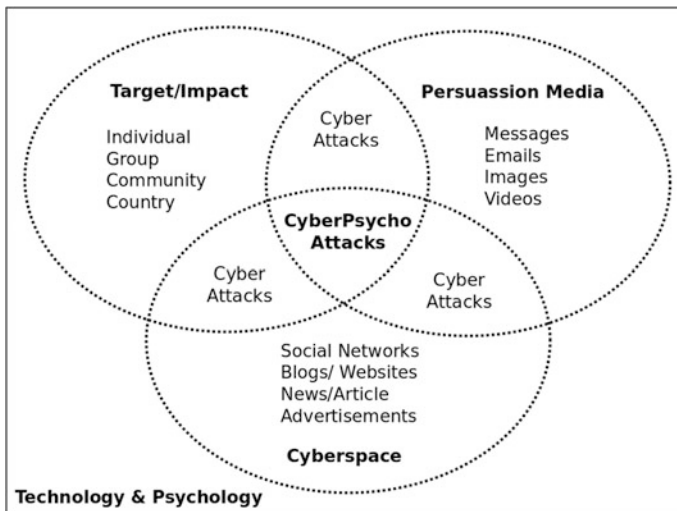 Target/Impact
Individual
Group
Community
Country
Cyber
Attacks
Persuassion Media
Messages
Emails
Images
Videos
CyberPsycho
Attacks
Cyber
Attacks
Cyber
Attacks
Social Networks
Blogs/ Websites
News/Article
Advertisements
Cyberspace
Technology & Psychology